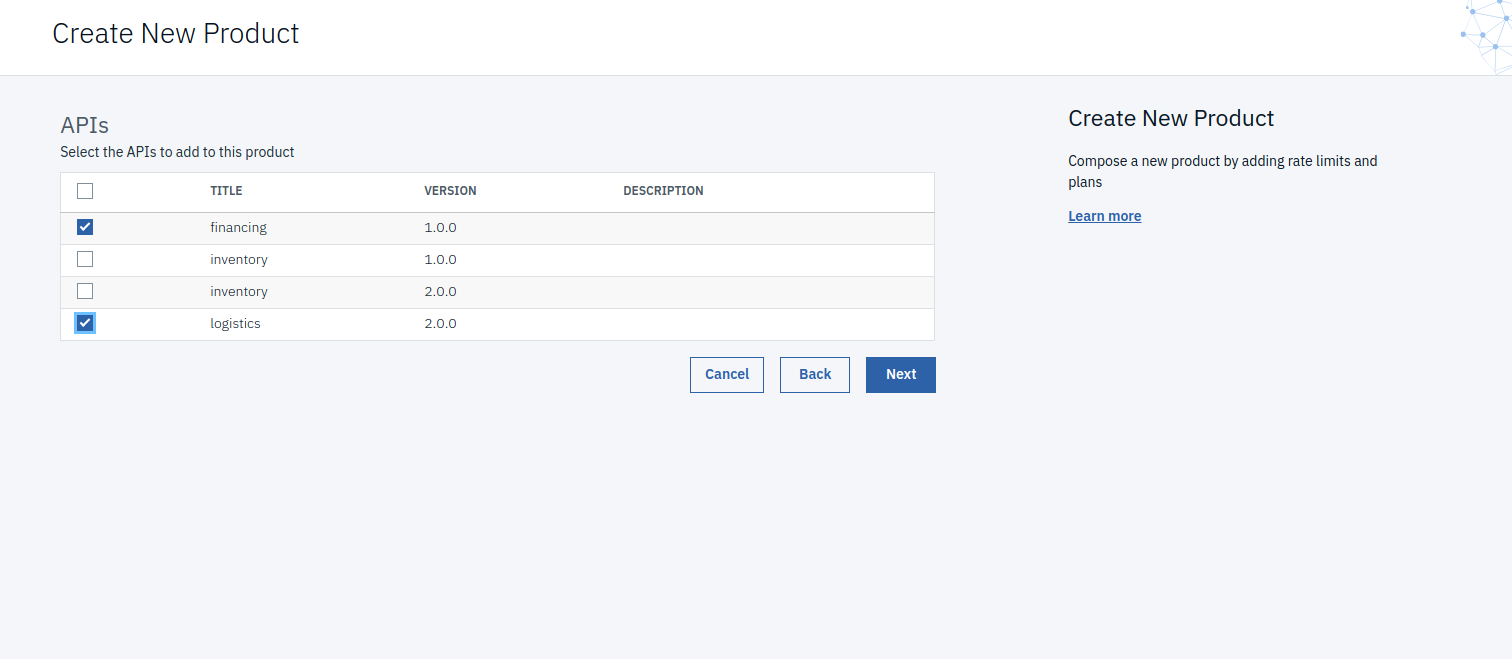 Create New Product
APIs
Select the APIs to add to this product
TITLE VERSION DESCRIPTION
financing 1.0.0
inventory 1.0.0
inventory 2.0.0
logistics 2.0.0
Cancel Back Next
Create New Product
Compose a new product by adding rate limits and
plans
Learn more